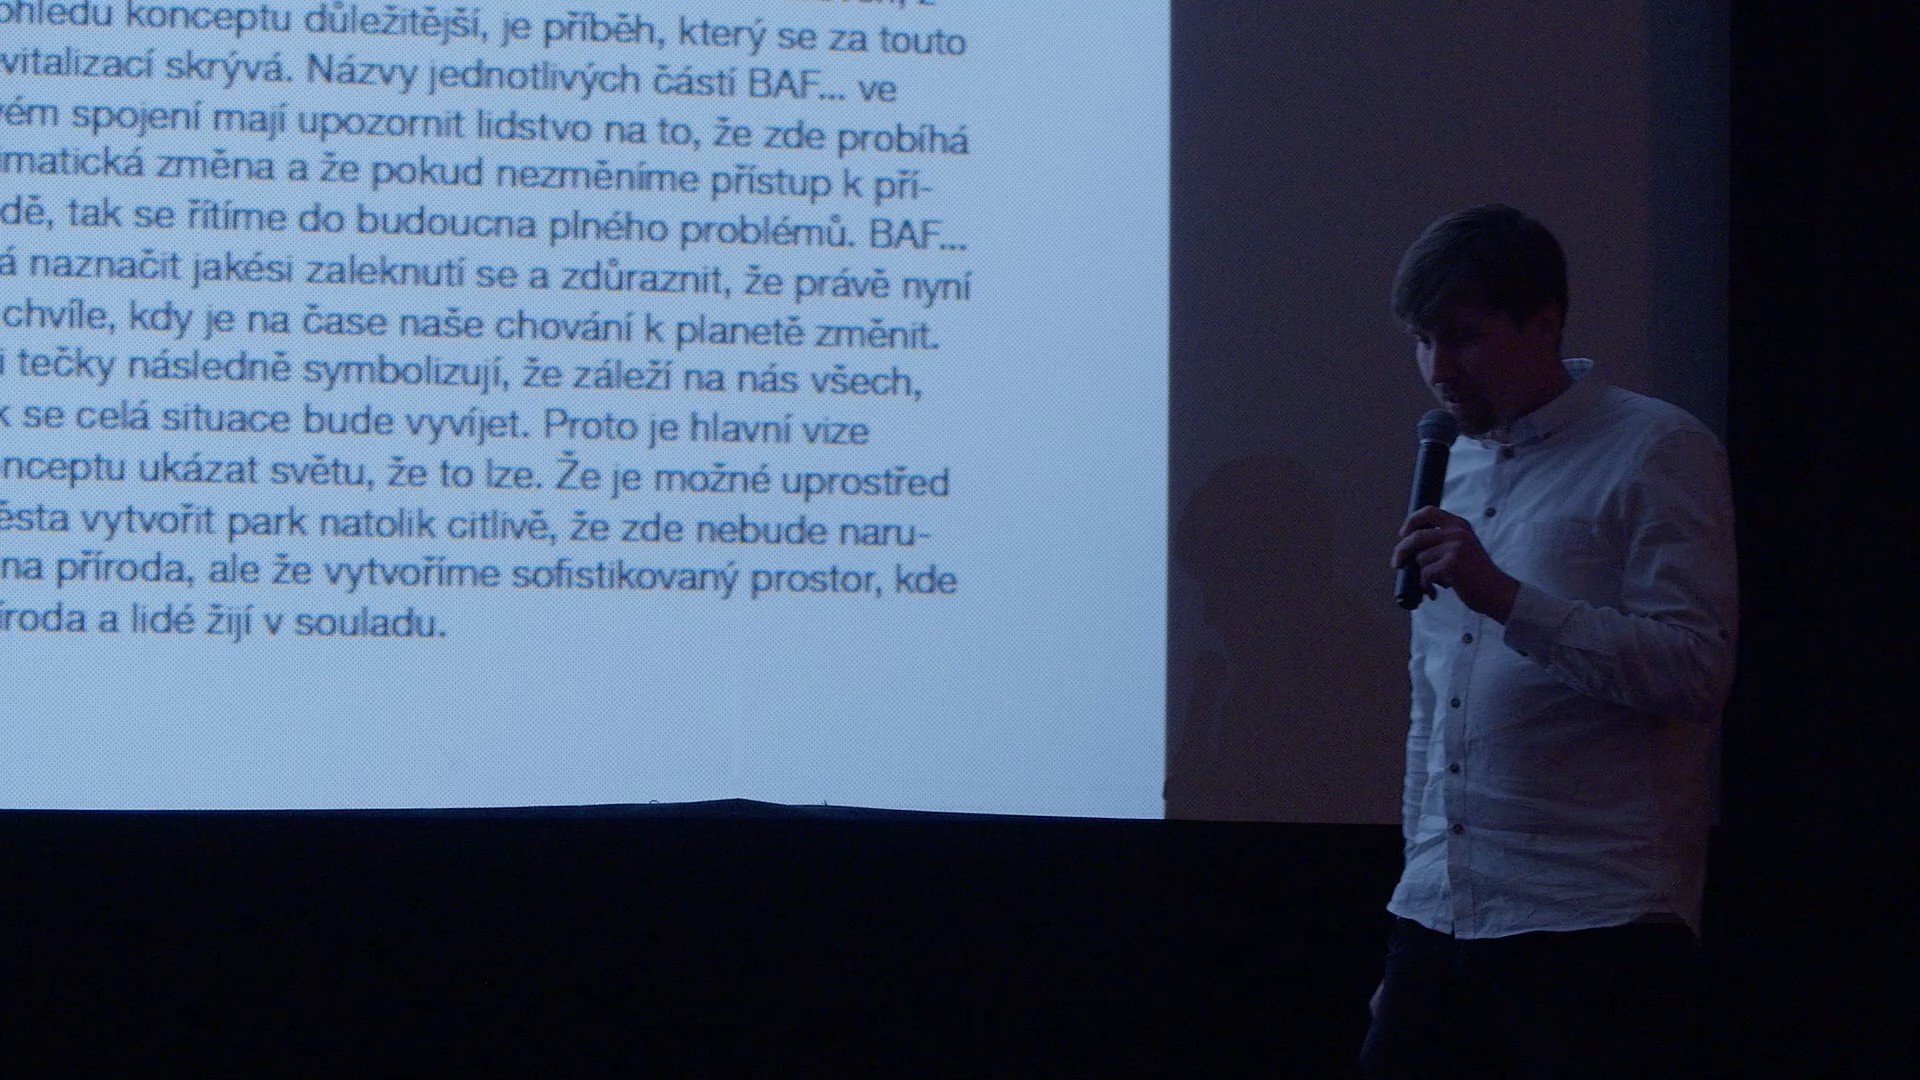 ohledu konceptu důležitější, je příběh, který se za touto
vitalizací skrývá. Názvy jednotlivých částí BAF... ve
vém spojení mají upozornit lidstvo na to, že zde probíhá
imatická změna a že pokud nezměníme přístup k pří-
dě, tak se řítíme do budoucna plného problémů. BAF...
á naznačit jakési zaleknutí se a zdůraznit, že právě nyní
chvíle, kdy je na čase naše chování k planetě změnit.
i tečky následně symbolizují, že záleží na nás všech,
k se celá situace bude vyvíjet. Proto je hlavní vize
nceptu ukázat světu, že to lze. Že je možné uprostřed
ěsta vytvořit park natolik citlivě, že zde nebude naru-
na příroda, ale že vytvoříme sofistikovaný prostor, kde
íroda a lidé žijí v souladu.